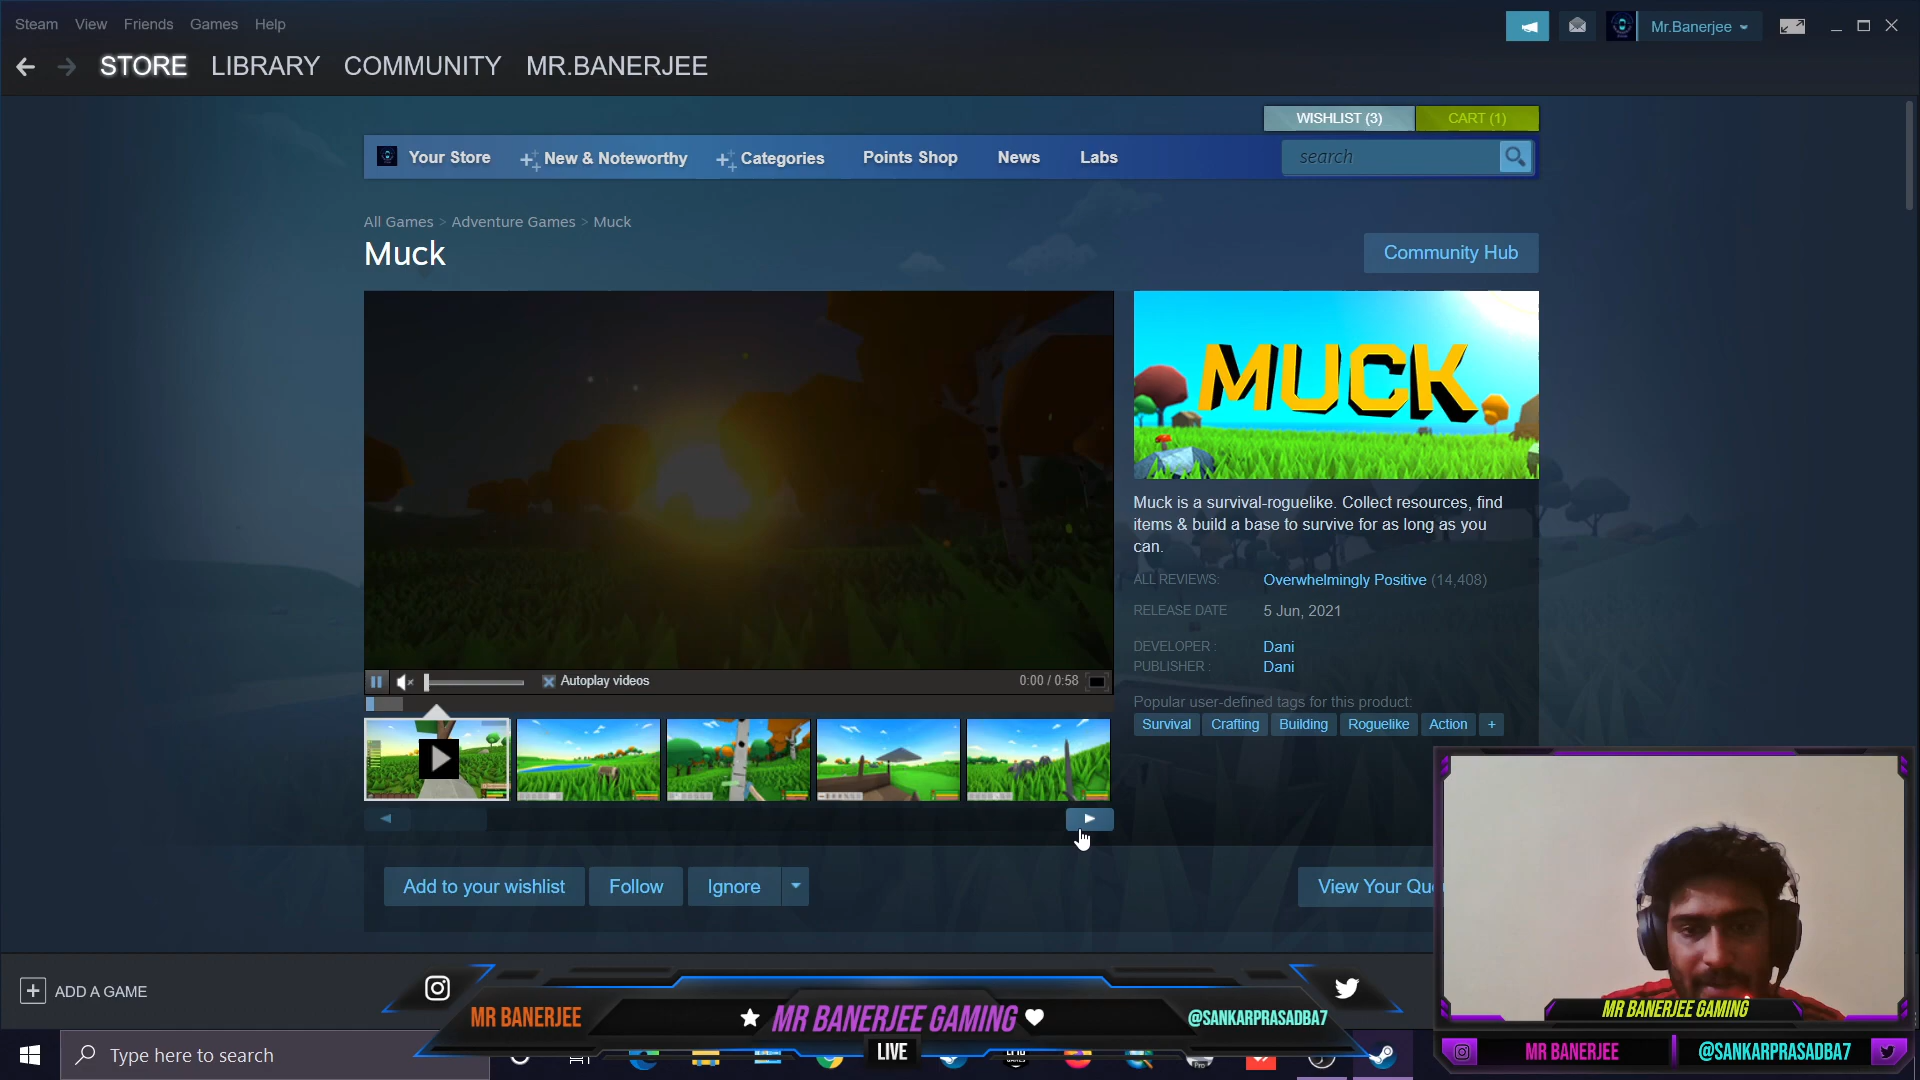 Steam View Friends Games Help
Mr.Banerjee
STORE LIBRARY COMMUNITY MR.BANERJEE
WISHLIST (3) CART (1)
Your Store New & Noteworthy Categories Points Shop News Labs search
All Games > Adventure Games > Muck
Muck
Community Hub
MUCK
Muck is a survival-roguelike. Collect resources, find
items & build a base to survive for as long as you
can.
ALL REVIEWS: Overwhelmingly Positive (14,408)
RELEASE DATE 5 Jun, 2021
DEVELOPER : Dani
PUBLISHER : Dani
Popular user-defined tags for this product:
Survival Crafting Building Roguelike Action +
Autoplay videos 0:00 / 0:58
Add to your wishlist Follow Ignore
View Your Qu
ADD A GAME
MR BANERJEE MR BANERJEE GAMING @SANKARPRASADBA7
LIVE
Type here to search
MR BANERJEE GAMING
MR BANERJEE @SANKARPRASADBA7